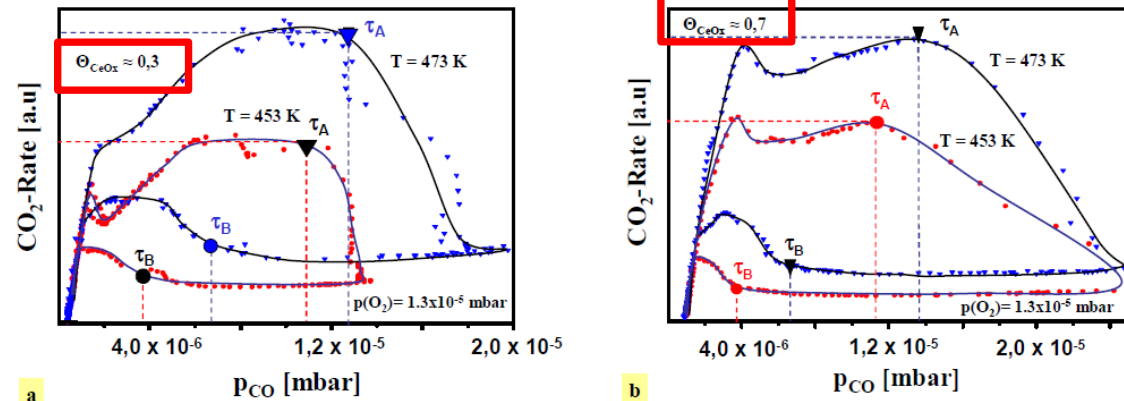 Θ_CeOx ≈ 0,3
τ_A
T = 473 K
T = 453 K
τ_A
τ_B
τ_B
p(O₂)= 1.3x10⁻⁵ mbar
CO₂-Rate [a.u]
4,0 x 10⁻⁶
1,2 x 10⁻⁵
2,0 x 10⁻⁵
p_CO [mbar]
a
Θ_CeOx ≈ 0,7
τ_A
T = 473 K
τ_A
T = 453 K
τ_B
τ_B
p(O₂)= 1.3x10⁻⁵ mbar
CO₂-Rate [a.u]
4,0 x 10⁻⁶
1,2 x 10⁻⁵
2,0 x 10⁻⁵
p_CO [mbar]
b